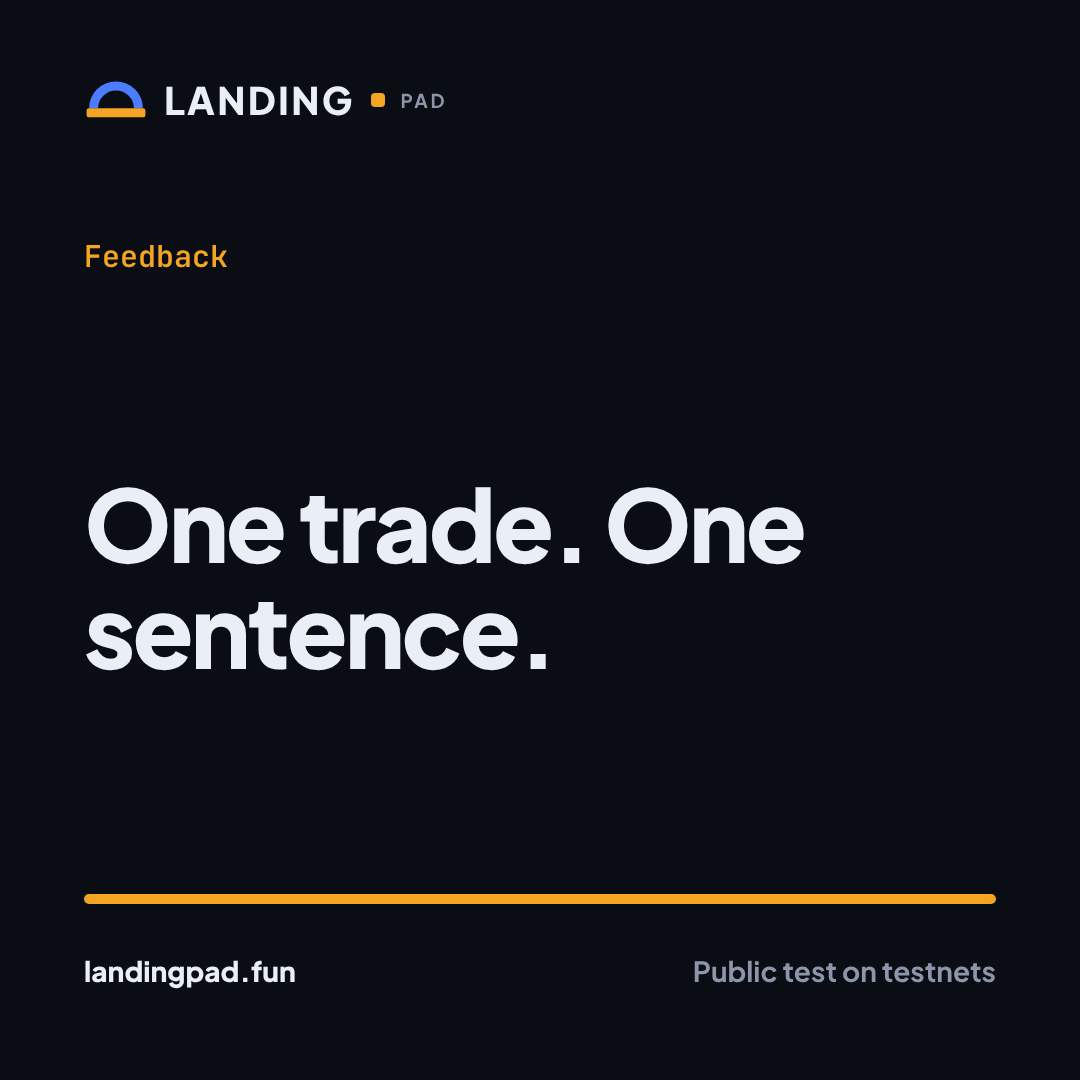 LANDING PAD
Feedback
One trade. One
sentence.
landingpad.fun
Public test on testnets